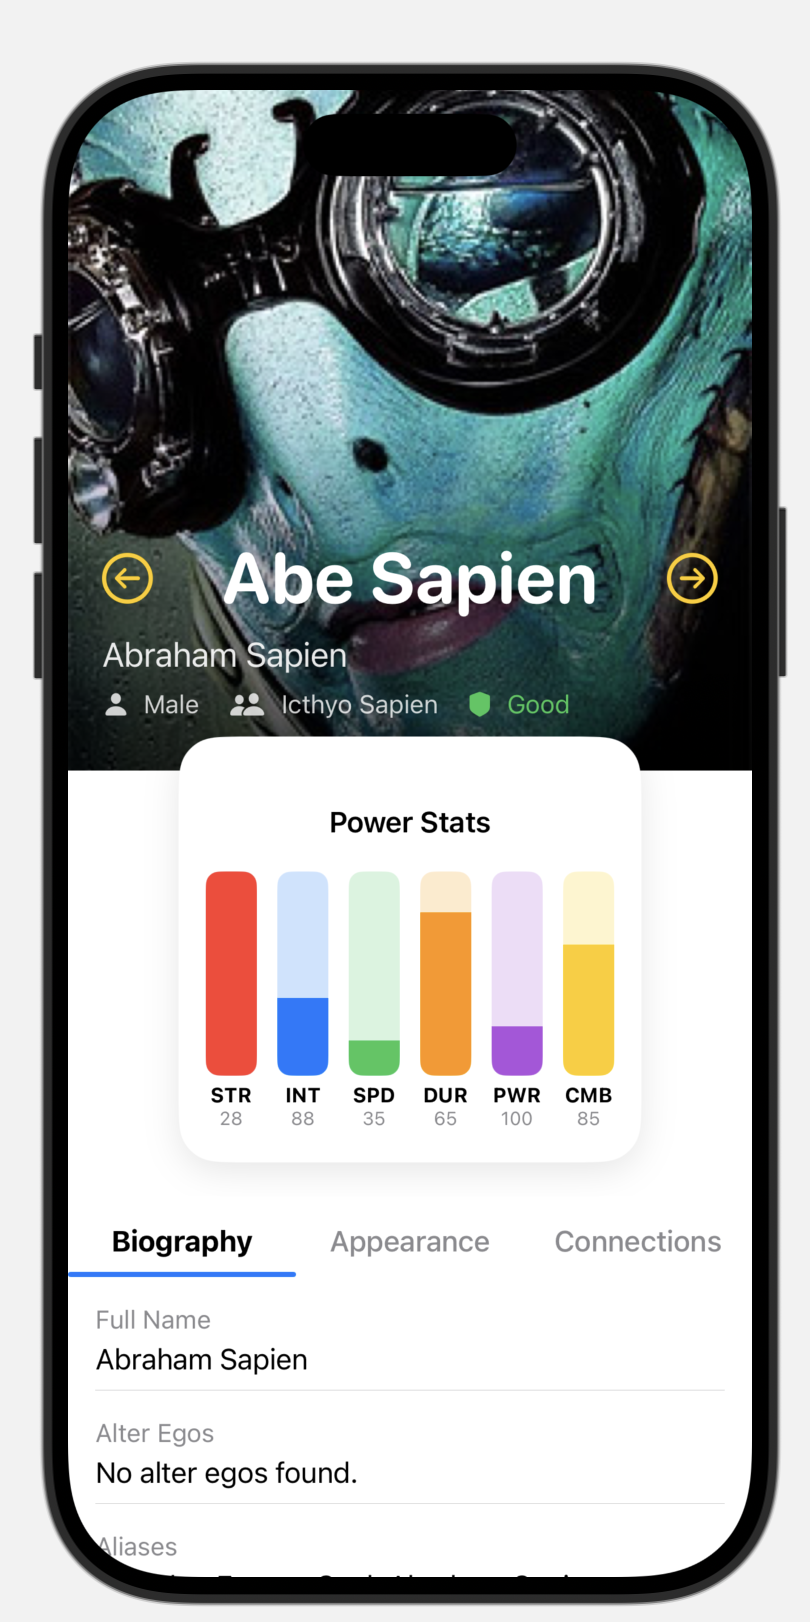 Abe Sapien
Abraham Sapien
Male Icthyo Sapien Good
Power Stats
STR INT SPD DUR PWR CMB
28 88 35 65 100 85
Biography Appearance Connections
Full Name
Abraham Sapien
Alter Egos
No alter egos found.
Aliases